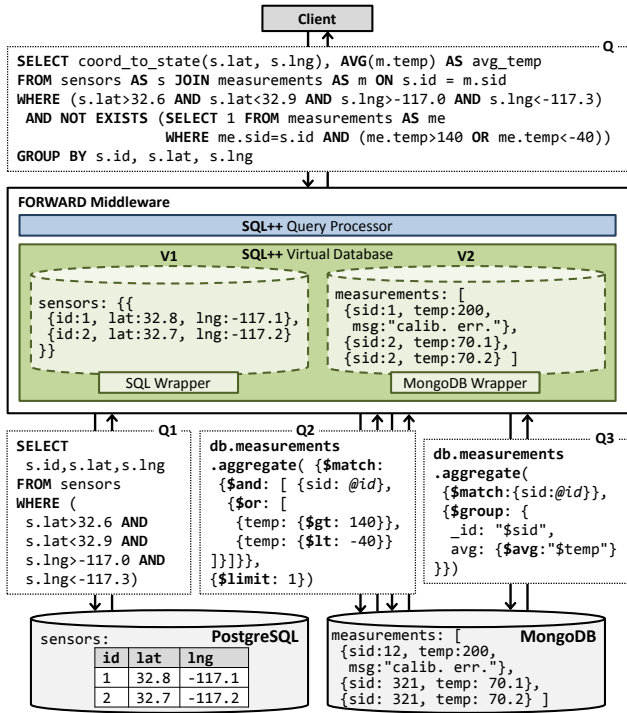 Client
Q
SELECT coord_to_state(s.lat, s.lng), AVG(m.temp) AS avg_temp
FROM sensors AS s JOIN measurements AS m ON s.id = m.sid
WHERE (s.lat>32.6 AND s.lat<32.9 AND s.lng>-117.0 AND s.lng<-117.3)
AND NOT EXISTS (SELECT 1 FROM measurements AS me
WHERE me.sid=s.id AND (me.temp>140 OR me.temp<-40))
GROUP BY s.id, s.lat, s.lng
FORWARD Middleware
SQL++ Query Processor
SQL++ Virtual Database
V1
sensors: {{
{id:1, lat:32.8, lng:-117.1},
{id:2, lat:32.7, lng:-117.2}
}}
SQL Wrapper
V2
measurements: [
{sid:1, temp:200,
msg:"calib. err."},
{sid:2, temp:70.1},
{sid:2, temp:70.2} ]
MongoDB Wrapper
Q1
SELECT
s.id,s.lat,s.lng
FROM sensors
WHERE (
s.lat>32.6 AND
s.lat<32.9 AND
s.lng>-117.0 AND
s.lng<-117.3)
Q2
db.measurements
.aggregate( {$match:
{$and: [ {sid: @id},
{$or: [
{temp: {$gt: 140}},
{temp: {$lt: -40}}
]}]}},
{$limit: 1})
Q3
db.measurements
.aggregate(
{$match:{sid:@id}},
{$group: {
_id: "$sid",
avg: {$avg:"$temp"}
}})
PostgreSQL
sensors:
id lat lng
1 32.8 -117.1
2 32.7 -117.2
MongoDB
measurements: [
{sid:12, temp:200,
msg:"calib. err."},
{sid: 321, temp: 70.1},
{sid: 321, temp: 70.2} ]